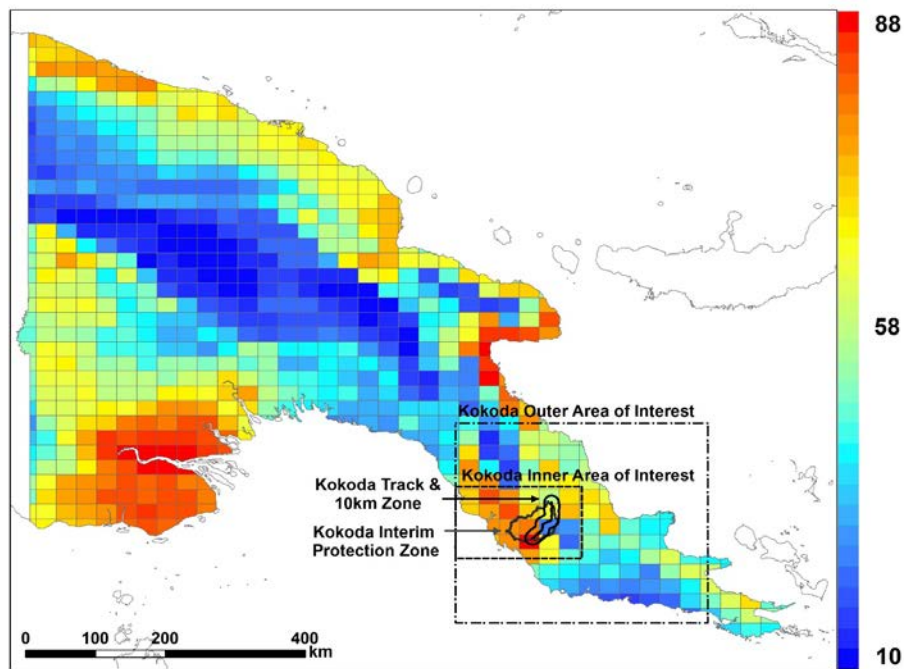 88
58
Kokoda Outer Area of Interest
Kokoda Inner Area of Interest
Kokoda Track &
10km Zone
Kokoda Interim
Protection Zone
0 100 200 400
km
10